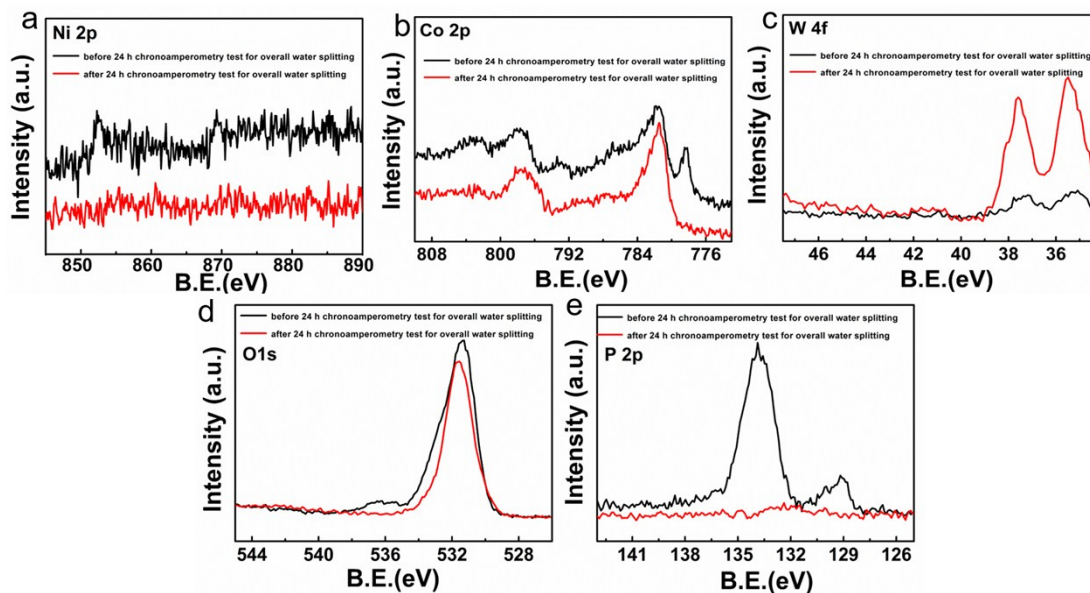 a
Ni 2p
before 24 h chronoamperometry test for overall water splitting
after 24 h chronoamperometry test for overall water splitting
Intensity (a.u.)
850 860 870 880 890
B.E.(eV)
b
Co 2p
before 24 h chronoamperometry test for overall water splitting
after 24 h chronoamperometry test for overall water splitting
Intensity (a.u.)
808 800 792 784 776
B.E.(eV)
c
W 4f
before 24 h chronoamperometry test for overall water splitting
after 24 h chronoamperometry test for overall water splitting
Intensity (a.u.)
46 44 42 40 38 36
B.E.(eV)
d
before 24 h chronoamperometry test for overall water splitting
after 24 h chronoamperometry test for overall water splitting
O1s
Intensity (a.u.)
544 540 536 531 528
B.E.(eV)
e
before 24 h chronoamperometry test for overall water splitting
after 24 h chronoamperometry test for overall water splitting
P 2p
Intensity (a.u.)
141 138 135 134 132 129 126 125
B.E.(eV)